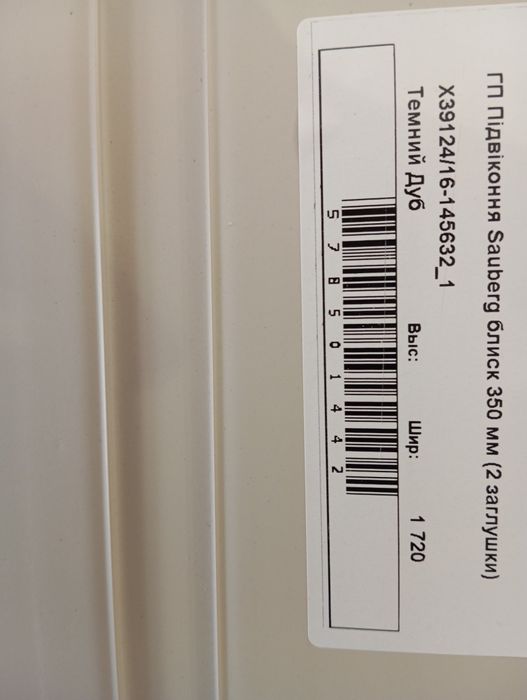 ГП Підвіконня Sauberg блиск 350 мм (2 заглушки)
X39124/16-145632_1
Темний Дуб Выс: Шир: 1 720
5 7 8 5 0 1 4 4 2